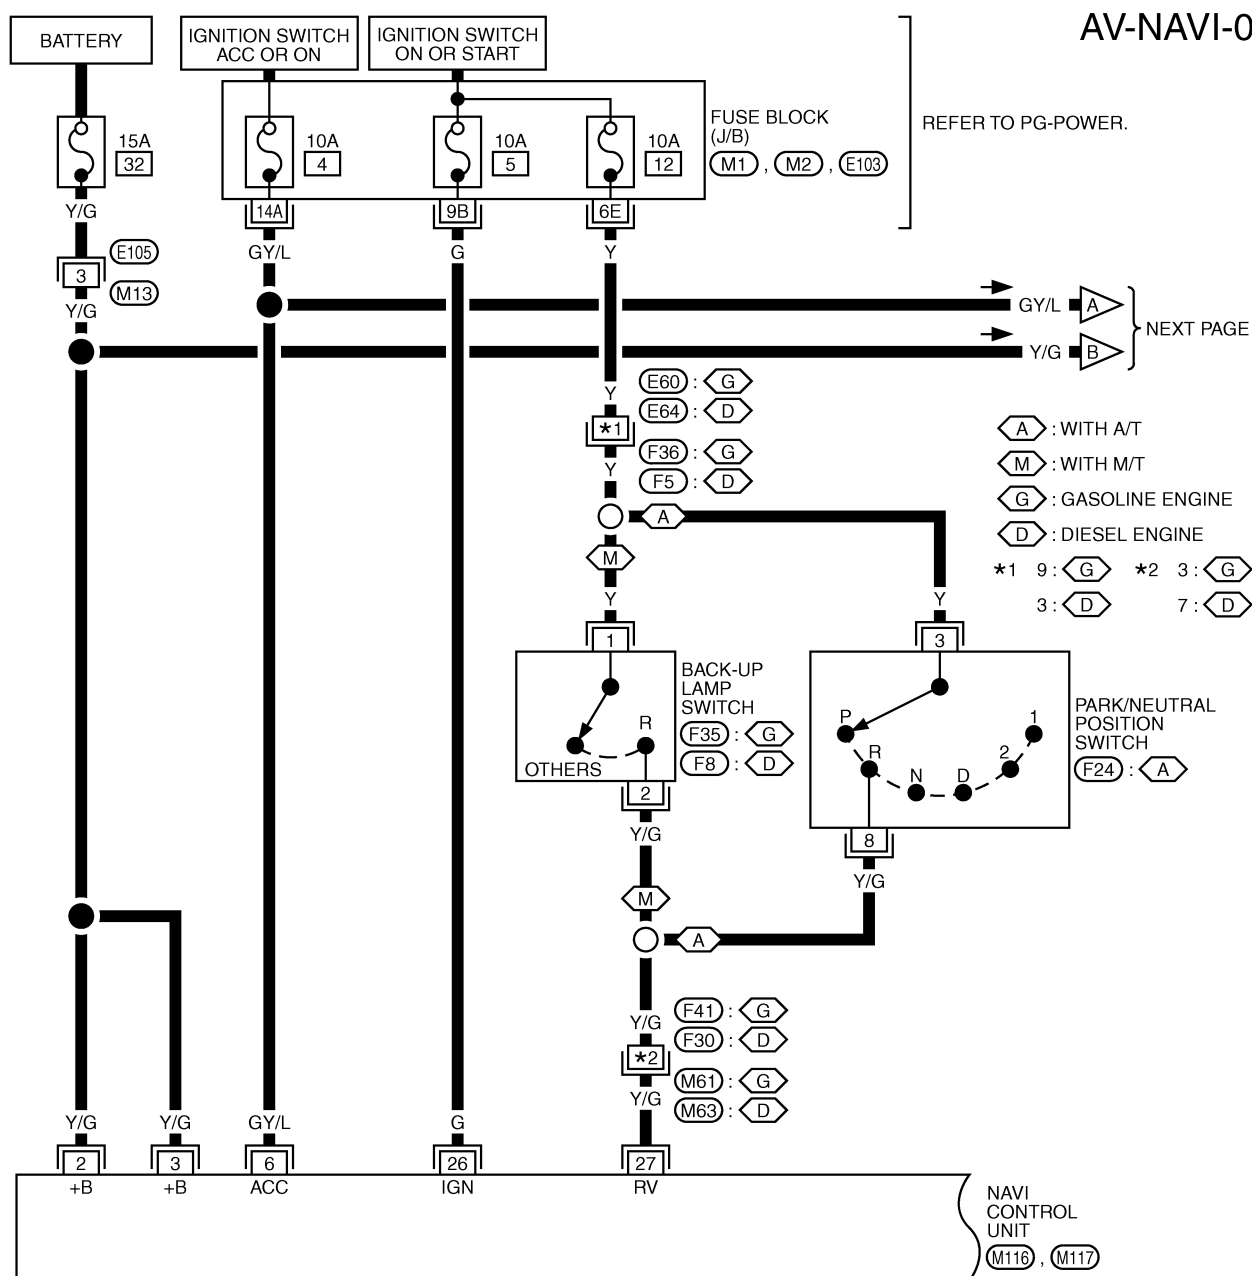 AV-NAVI-0
BATTERY
IGNITION SWITCH
ACC OR ON
IGNITION SWITCH
ON OR START
15A
32
10A
4
10A
5
10A
12
FUSE BLOCK
(J/B)
M1 , M2 , E103
REFER TO PG-POWER.
Y/G
14A
9B
6E
GY/L
G
Y
E105
3
M13
Y/G
GY/L
A
NEXT PAGE
Y/G
B
Y
E60 : G
E64 : D
*1
F36 : G
Y
F5 : D
A : WITH A/T
M : WITH M/T
G : GASOLINE ENGINE
D : DIESEL ENGINE
*1 9 : G *2 3 : G
3 : D 7 : D
A
M
Y
Y
1
3
BACK-UP
LAMP
SWITCH
F35 : G
F8 : D
R
OTHERS
2
Y/G
P
R
N
D
2
1
PARK/NEUTRAL
POSITION
SWITCH
F24 : A
8
Y/G
M
A
F41 : G
Y/G
F30 : D
*2
M61 : G
Y/G
M63 : D
Y/G
Y/G
GY/L
G
2
3
6
26
27
+B
+B
ACC
IGN
RV
NAVI
CONTROL
UNIT
M116 , M117